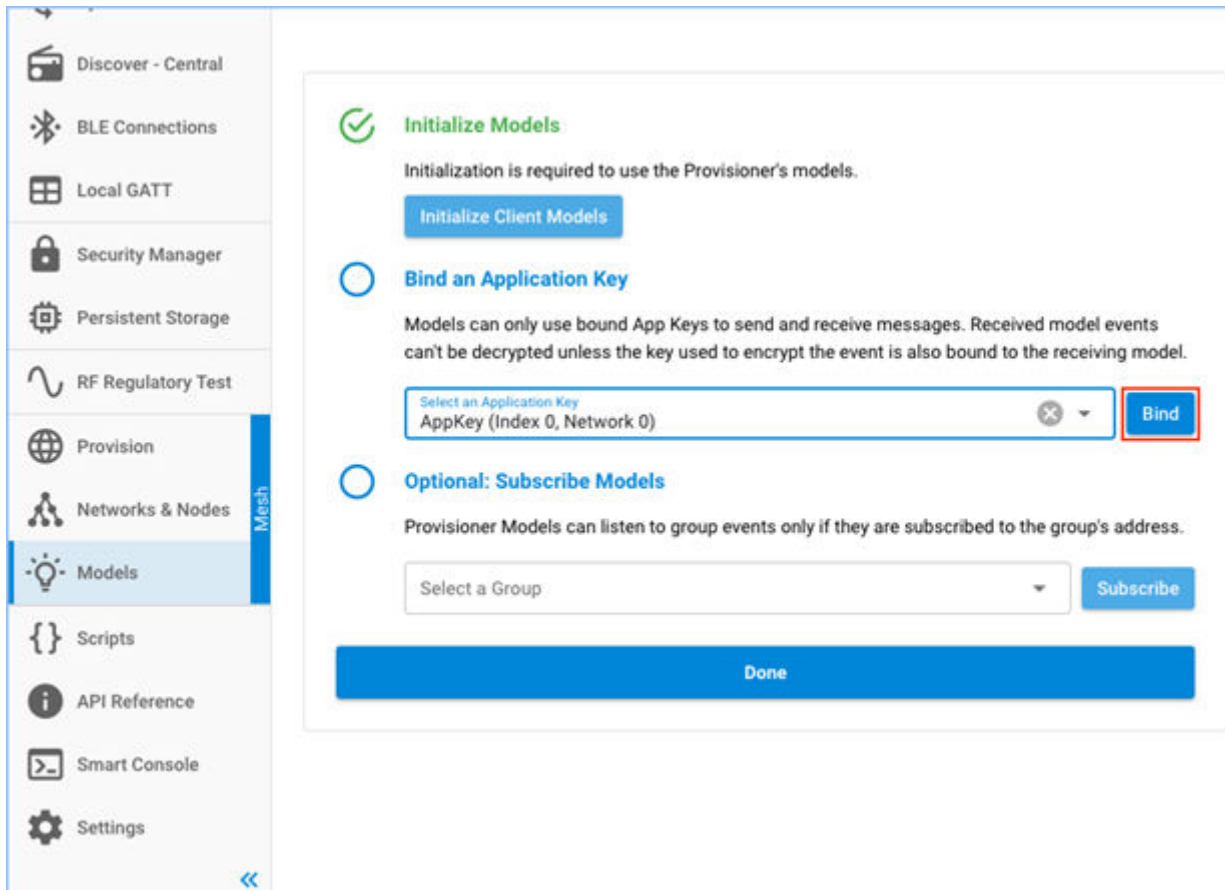 Discover - Central
BLE Connections
Local GATT
Security Manager
Persistent Storage
RF Regulatory Test
Provision
Networks & Nodes
Mesh
Models
Scripts
API Reference
Smart Console
Settings
Initialize Models
Initialization is required to use the Provisioner's models.
Initialize Client Models
Bind an Application Key
Models can only use bound App Keys to send and receive messages. Received model events
can't be decrypted unless the key used to encrypt the event is also bound to the receiving model.
Select an Application Key
AppKey (Index 0, Network 0)
Bind
Optional: Subscribe Models
Provisioner Models can listen to group events only if they are subscribed to the group's address.
Select a Group
Subscribe
Done